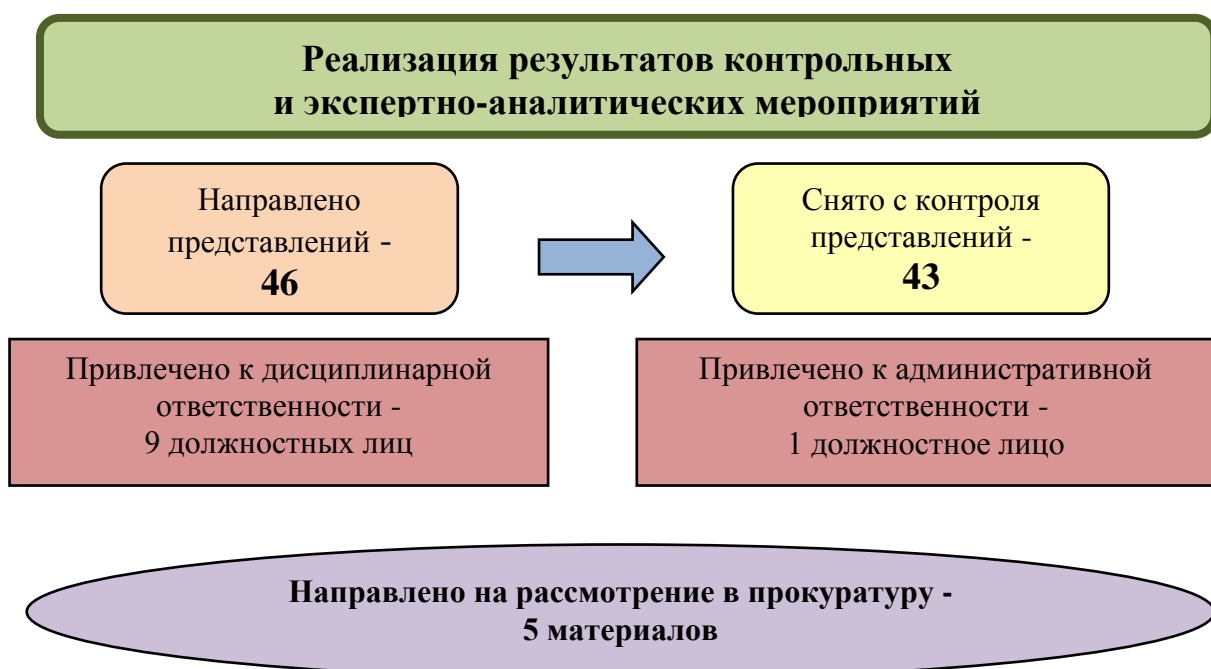 Реализация результатов контрольных
и экспертно-аналитических мероприятий
Направлено
представлений -
46
Снято с контроля
представлений -
43
Привлечено к дисциплинарной
ответственности -
9 должностных лиц
Привлечено к административной
ответственности -
1 должностное лицо
Направлено на рассмотрение в прокуратуру -
5 материалов